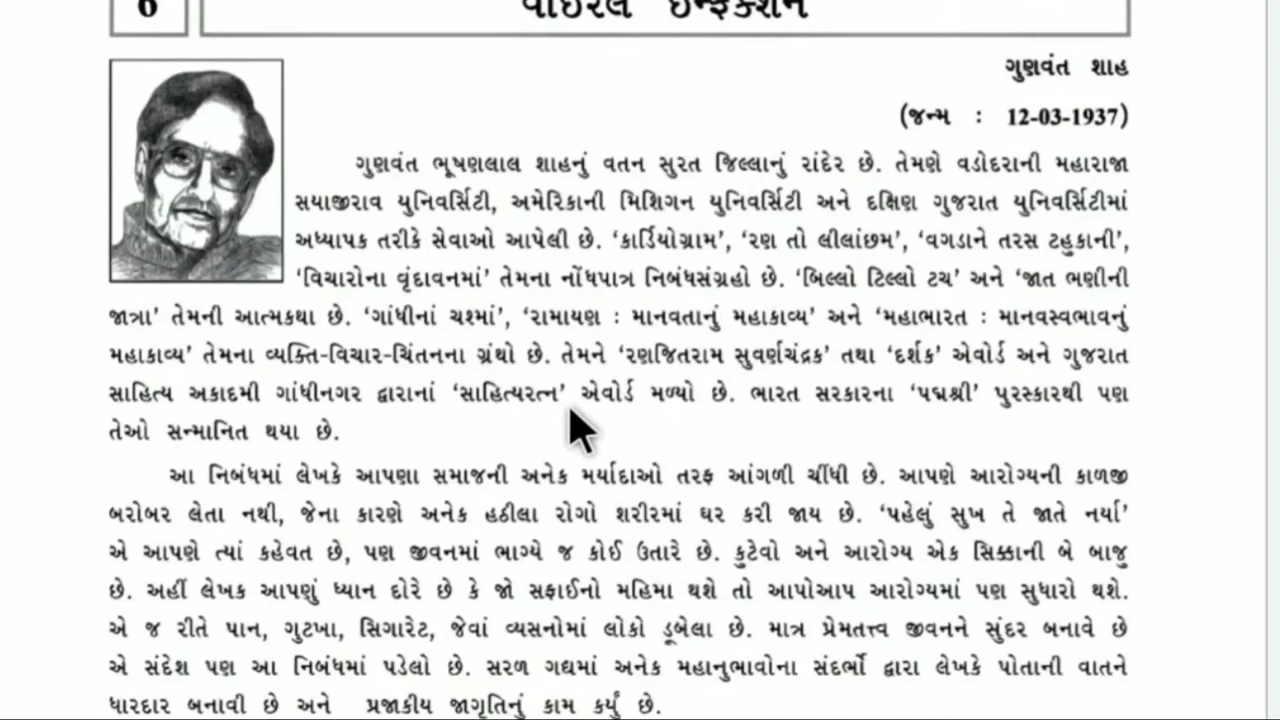 6
વાઇરલ ઇન્ફેક્શન
ગુણવંત શાહ
(જન્મ : 12-03-1937)
ગુણવંત ભૂષણલાલ શાહનું વતન સુરત જિલ્લાનું રાંદેર છે. તેમણે વડોદરાની મહારાજા
સયાજીરાવ યુનિવર્સિટી, અમેરિકાની મિશિગન યુનિવર્સિટી અને દક્ષિણ ગુજરાત યુનિવર્સિટીમાં
અધ્યાપક તરીકે સેવાઓ આપેલી છે. ‘કાર્ડિયોગ્રામ’, ‘રણ તો લીલાંછમ’, ‘વગડાને તરસ ટહુકાની’,
‘વિચારોના વૃંદાવનમાં’ તેમના નોંધપાત્ર નિબંધસંગ્રહો છે. ‘બિલ્લો ટિલ્લો ટચ’ અને ‘જાત ભણીની
જાત્રા’ તેમની આત્મકથા છે. ‘ગાંધીનાં ચશ્માં’, ‘રામાયણ : માનવતાનું મહાકાવ્ય’ અને ‘મહાભારત : માનવસ્વભાવનું
મહાકાવ્ય’ તેમના વ્યક્તિ-વિચાર-ચિંતનના ગ્રંથો છે. તેમને ‘રણજિતરામ સુવર્ણચંદ્રક’ તથા ‘દર્શક’ એવોર્ડ અને ગુજરાત
સાહિત્ય અકાદમી ગાંધીનગર દ્વારાનાં ‘સાહિત્યરત્ન’ એવોર્ડ મળ્યો છે. ભારત સરકારના ‘પદ્મશ્રી’ પુરસ્કારથી પણ
તેઓ સન્માનિત થયા છે.
આ નિબંધમાં લેખકે આપણા સમાજની અનેક મર્યાદાઓ તરફ આંગળી ચીંધી છે. આપણે આરોગ્યની કાળજી
બરોબર લેતા નથી, જેના કારણે અનેક હઠીલા રોગો શરીરમાં ઘર કરી જાય છે. ‘પહેલું સુખ તે જાતે નર્યા’
એ આપણે ત્યાં કહેવત છે, પણ જીવનમાં ભાગ્યે જ કોઈ ઉતારે છે. કુટેવો અને આરોગ્ય એક સિક્કાની બે બાજુ
છે. અહીં લેખક આપણું ધ્યાન દોરે છે કે જો સફાઈનો મહિમા થશે તો આપોઆપ આરોગ્યમાં પણ સુધારો થશે.
એ જ રીતે પાન, ગુટખા, સિગારેટ, જેવાં વ્યસનોમાં લોકો ડૂબેલા છે. માત્ર પ્રેમતત્ત્વ જીવનને સુંદર બનાવે છે
એ સંદેશ પણ આ નિબંધમાં પડેલો છે. સરળ ગદ્યમાં અનેક મહાનુભાવોના સંદર્ભો દ્વારા લેખકે પોતાની વાતને
ધારદાર બનાવી છે અને પ્રજાકીય જાગૃતિનું કામ કર્યું છે.